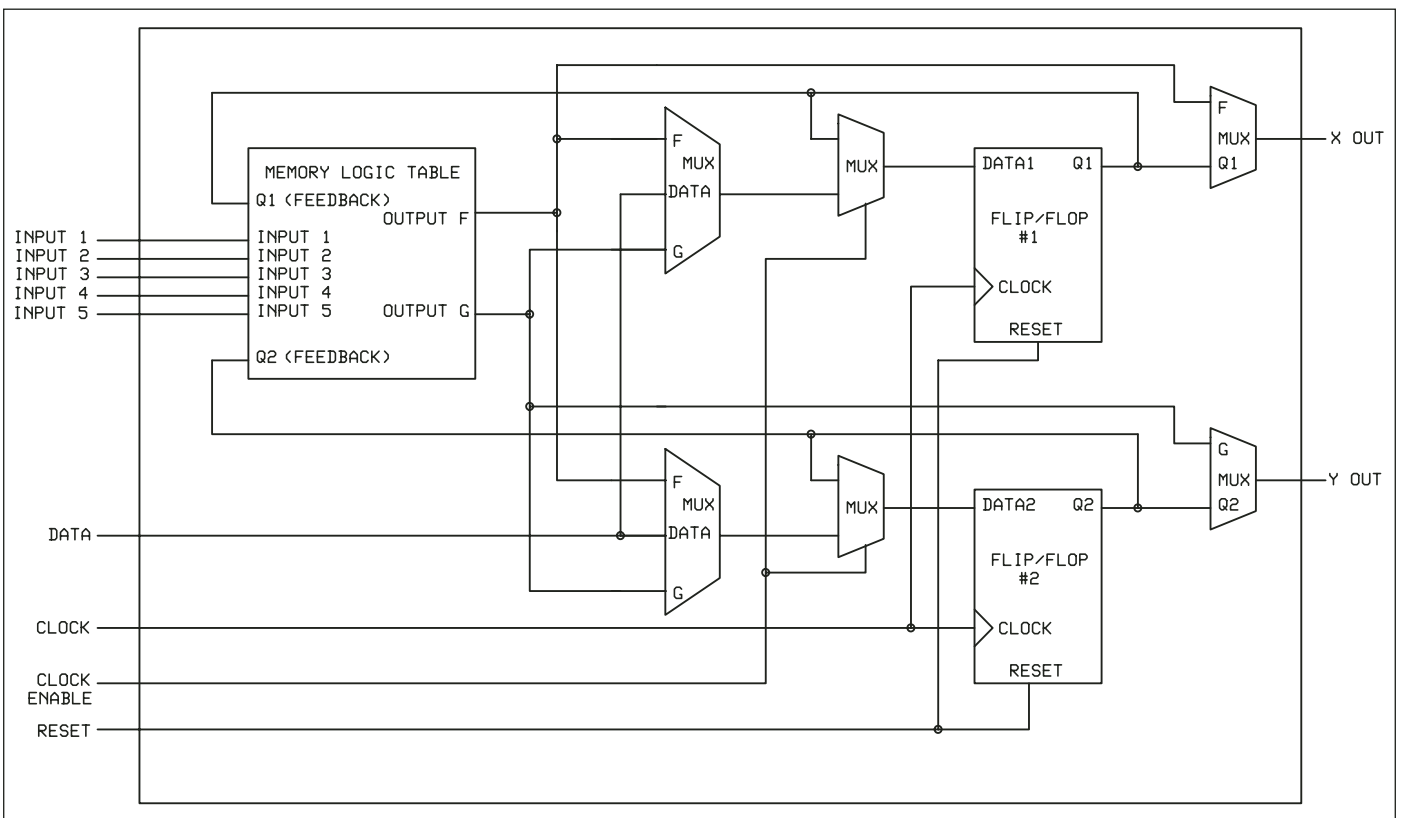 F
MUX
Q1
X OUT
F
MUX
DATA
G
MUX
DATA1 Q1
FLIP/FLOP
#1
CLOCK
RESET
MEMORY LOGIC TABLE
Q1 (FEEDBACK)
OUTPUT F
INPUT 1
INPUT 2
INPUT 3
INPUT 4
INPUT 5
INPUT 1
INPUT 2
INPUT 3
INPUT 4
INPUT 5
OUTPUT G
Q2 (FEEDBACK)
G
MUX
Q2
Y OUT
F
MUX
DATA
G
MUX
DATA2 Q2
FLIP/FLOP
#2
CLOCK
RESET
DATA
CLOCK
CLOCK
ENABLE
RESET